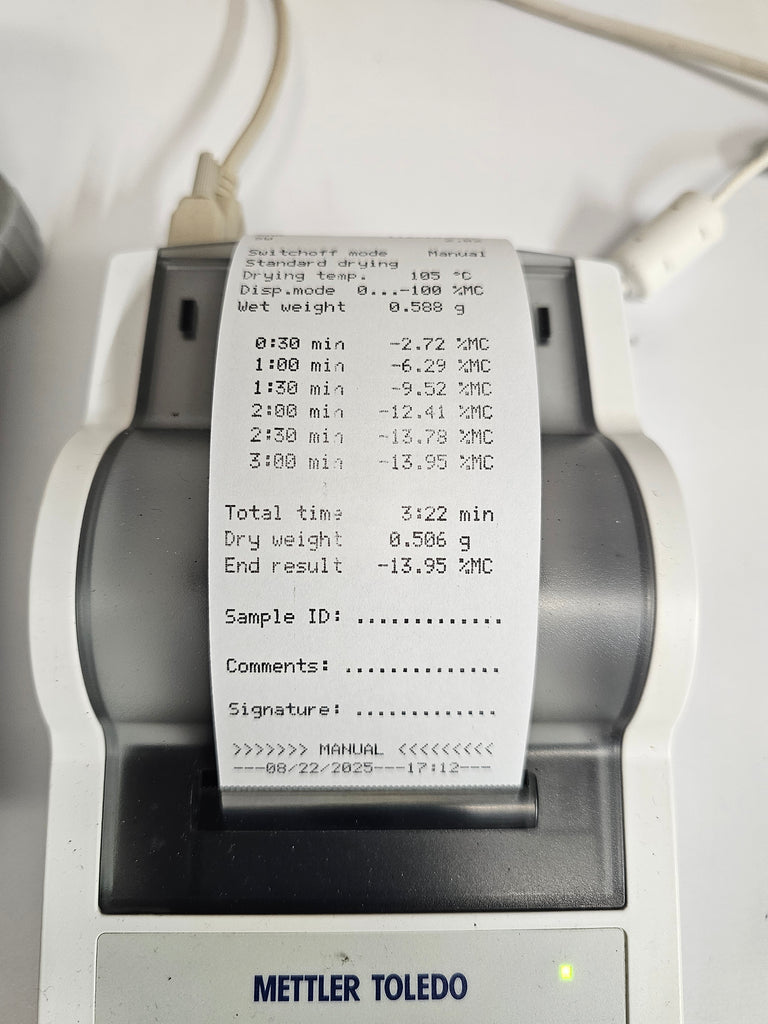 Switchoff mode Manual
Standard drying
Drying temp. 105 °C
Disp.mode 0...-100 %MC
Wet weight 0.588 g
0:30 min -2.72 %MC
1:00 min -6.29 %MC
1:30 min -9.52 %MC
2:00 min -12.41 %MC
2:30 min -13.78 %MC
3:00 min -13.95 %MC
Total time 3:22 min
Dry weight 0.506 g
End result -13.95 %MC
Sample ID: .............
Comments: ..............
Signature: .............
>>>>>>> MANUAL <<<<<<<<<
---08/22/2025---17:12---
METTLER TOLEDO